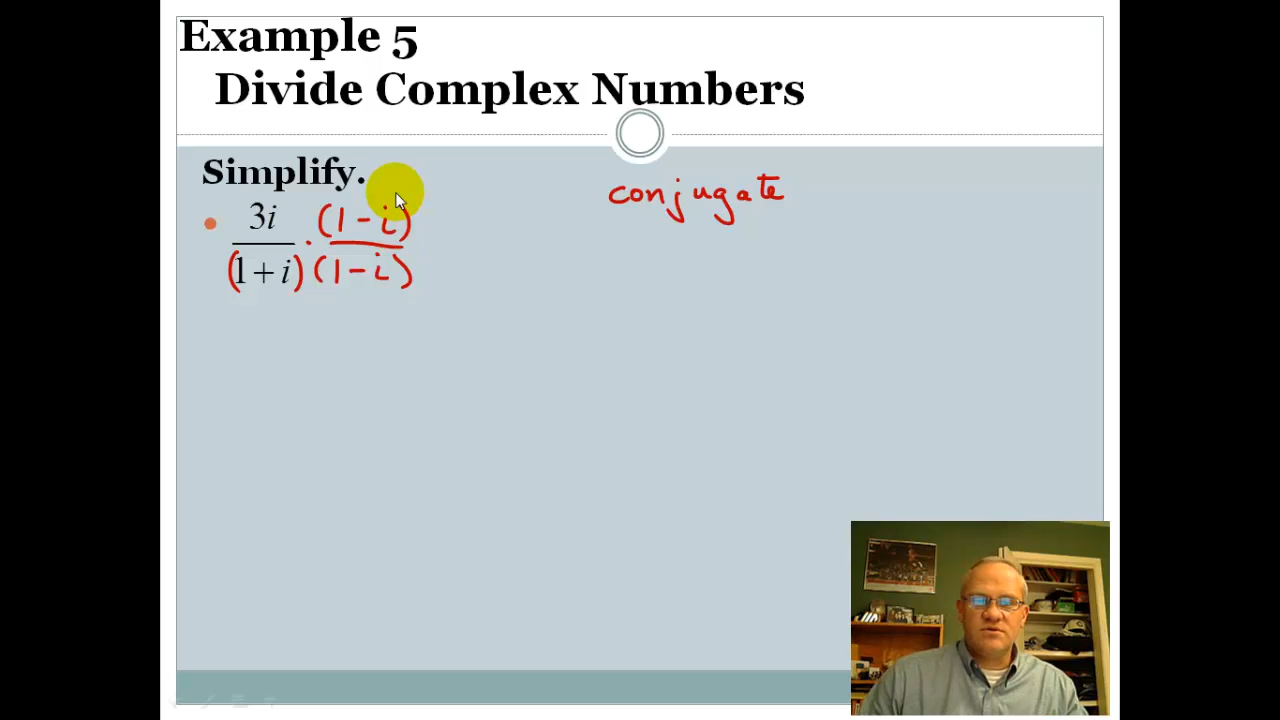 Example 5
Divide Complex Numbers
Simplify.
conjugate
3i (1 - i)
(1 + i) · (1 - i)